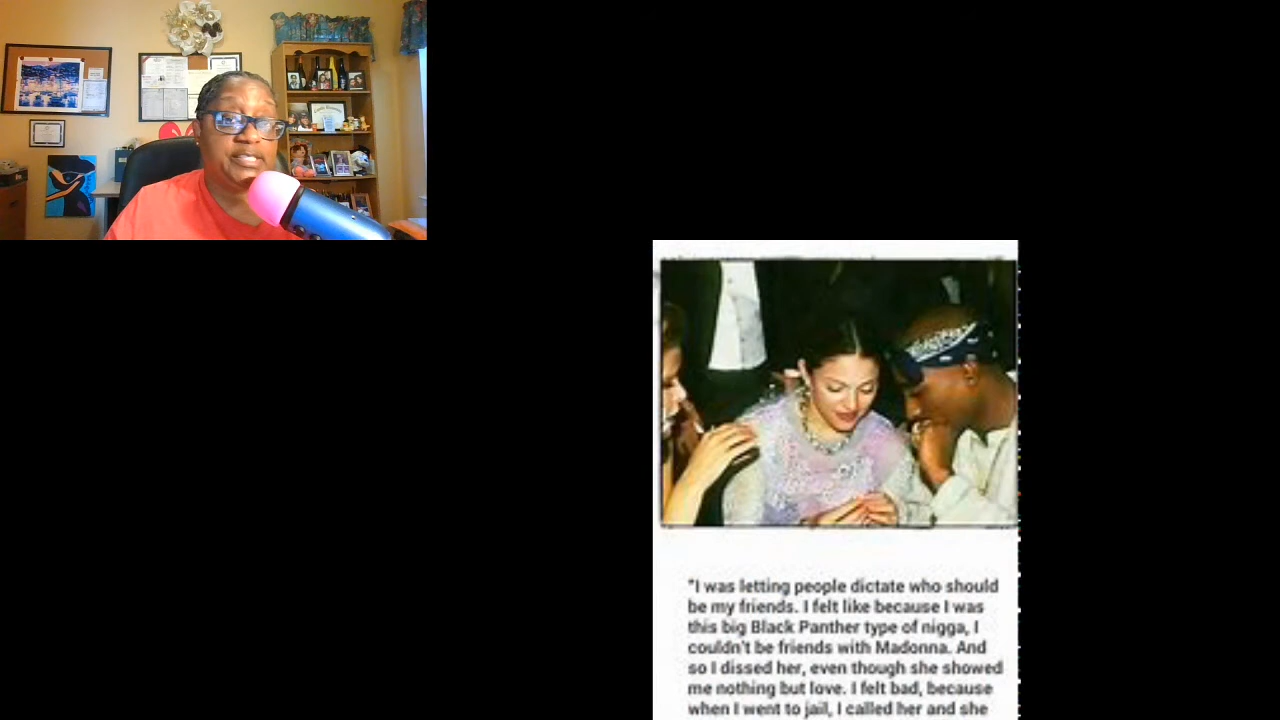 "I was letting people dictate who should
be my friends. I felt like because I was
this big Black Panther type of nigga, I
couldn't be friends with Madonna. And
so I dissed her, even though she showed
me nothing but love. I felt bad, because
when I went to jail, I called her and she